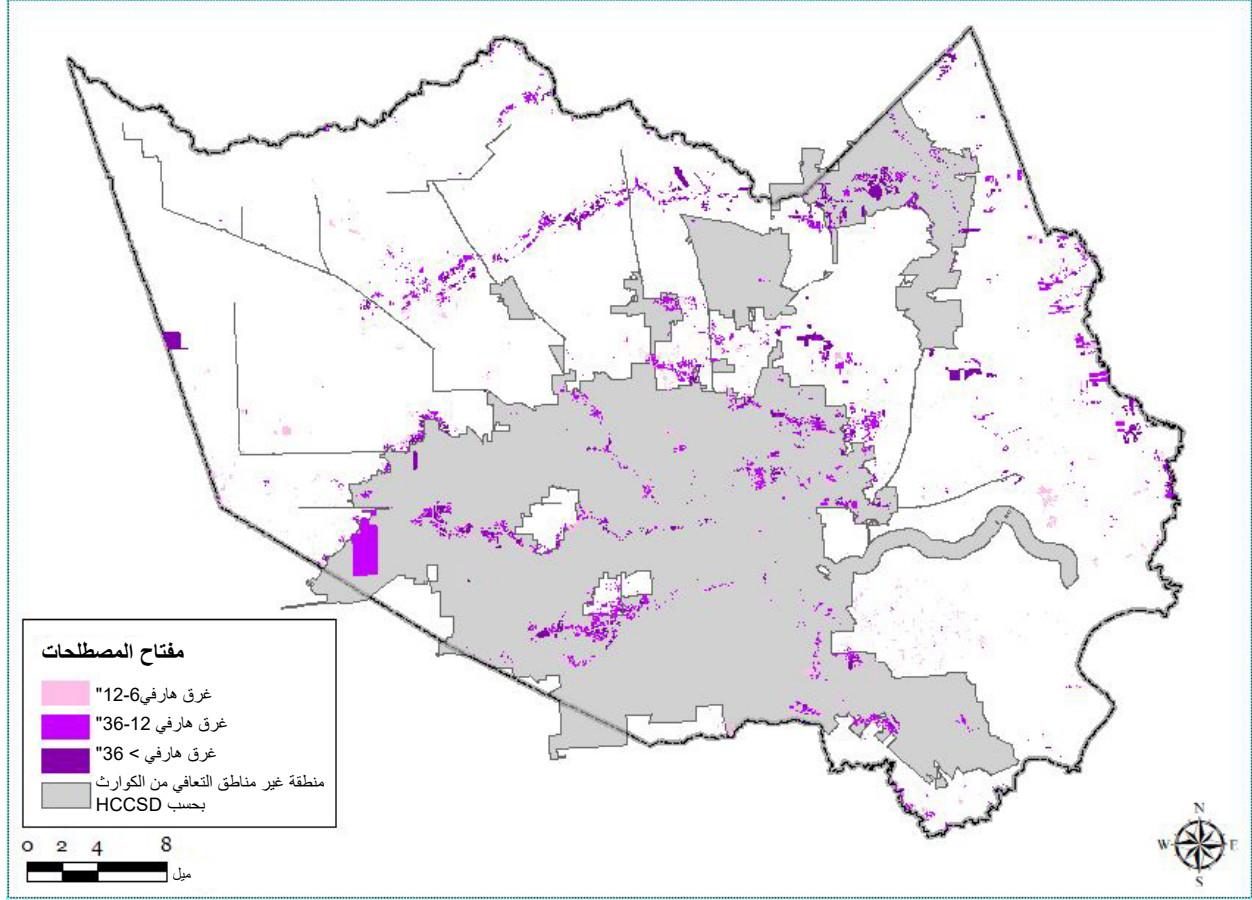 مفتاح المصطلحات
غرق هارفي6-12"
غرق هارفي 12-36"
غرق هارفي > 36"
منطقة غير مناطق التعافي من الكوارث
بحسب HCCSD
0 2 4 8
ميل
N
W E
S